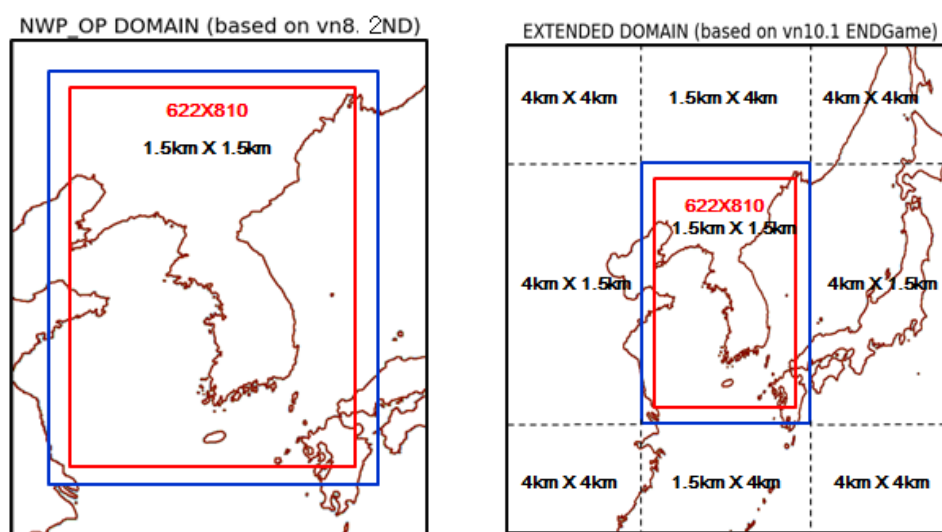 NWP_OP DOMAIN (based on vn8. 2ND)
622X810
1.5km X 1.5km
EXTENDED DOMAIN (based on vn10.1 ENDGame)
4km X 4km
1.5km X 4km
4km X 4km
622X810
1.5km X 1.5km
4km X 1.5km
4km X 1.5km
4km X 4km
1.5km X 4km
4km X 4km